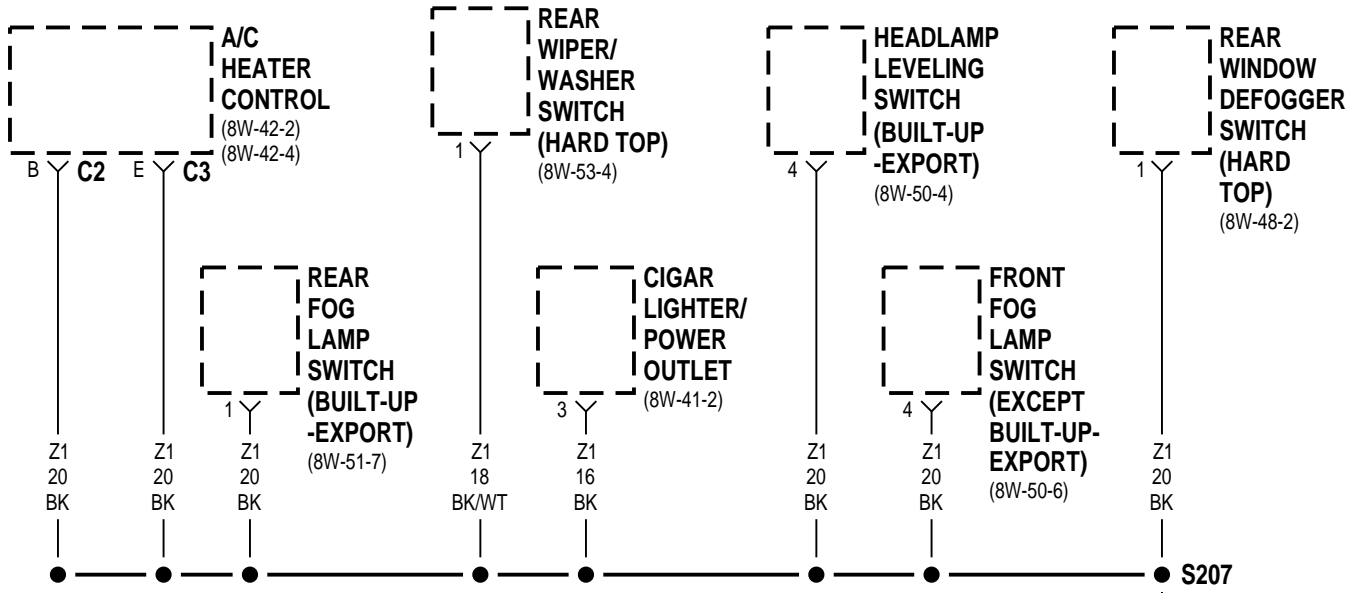 A/C
HEATER
CONTROL
(8W-42-2)
(8W-42-4)
B
C2
E
C3
REAR
WIPER/
WASHER
SWITCH
(HARD TOP)
(8W-53-4)
1
HEADLAMP
LEVELING
SWITCH
(BUILT-UP
-EXPORT)
(8W-50-4)
4
REAR
WINDOW
DEFOGGER
SWITCH
(HARD
TOP)
(8W-48-2)
1
REAR
FOG
LAMP
SWITCH
(BUILT-UP
-EXPORT)
(8W-51-7)
1
CIGAR
LIGHTER/
POWER
OUTLET
(8W-41-2)
3
FRONT
FOG
LAMP
SWITCH
(EXCEPT
BUILT-UP-
EXPORT)
(8W-50-6)
4
Z1
20
BK
Z1
20
BK
Z1
20
BK
Z1
18
BK/WT
Z1
16
BK
Z1
20
BK
Z1
20
BK
Z1
20
BK
S207